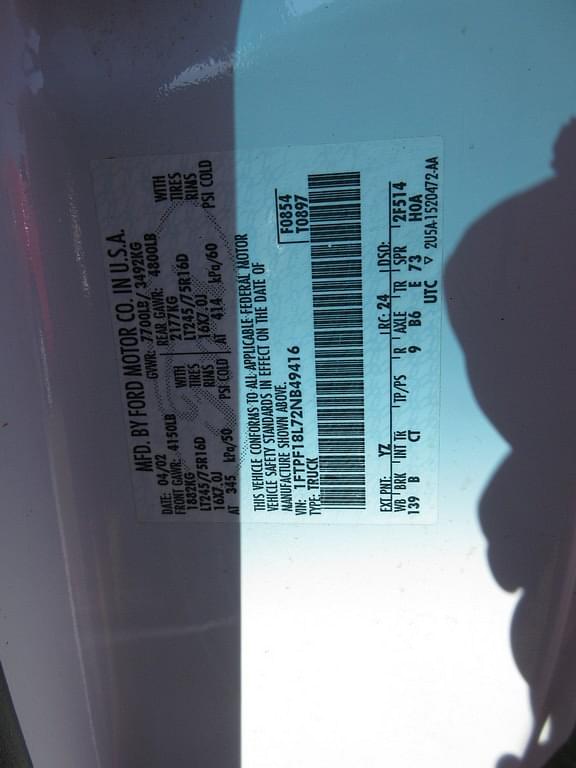 MFD. BY FORD MOTOR CO. IN U.S.A.
DATE: 04/02 GVWR: 7700LB/ 3492KG
FRONT GAWR: 4150LB REAR GAWR: 4800LB
1882KG WITH 2177KG WITH
LT245/75R16D TIRES LT245/75R16D TIRES
16X7.0J RIMS 16X7.0J RIMS
AT 345 kPa/50 PSI COLD AT 414 kPa/60 PSI COLD
THIS VEHICLE CONFORMS TO ALL APPLICABLE FEDERAL MOTOR
VEHICLE SAFETY STANDARDS IN EFFECT ON THE DATE OF
MANUFACTURE SHOWN ABOVE.
VIN: 1FTPF18L72NB49416 F0854
TYPE: TRUCK T0897
EXT PNT: YZ RC: 24 DSO:
WB BRK INT TR TP/PS R AXLE TR SPR 2F514
139 B CT 9 B6 E 73 HOA
UTC ▽ 2U5A-1520472-AA